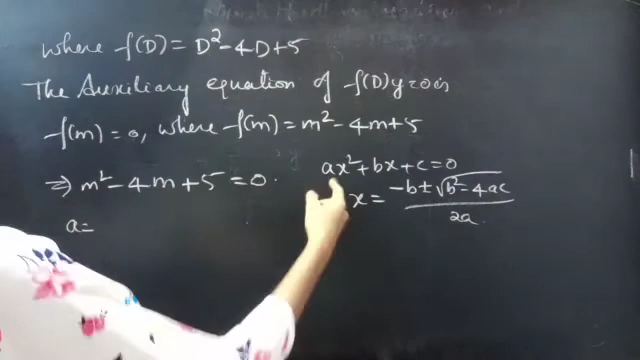 where f(D) = D² - 4D + 5
The Auxiliary equation of f(D)y=0 is
f(m) = 0, where f(m) = m² - 4m + 5
⇒ m² - 4m + 5 = 0.
ax² + bx + c = 0
x = (-b ± √(b² - 4ac)) / 2a.
a=